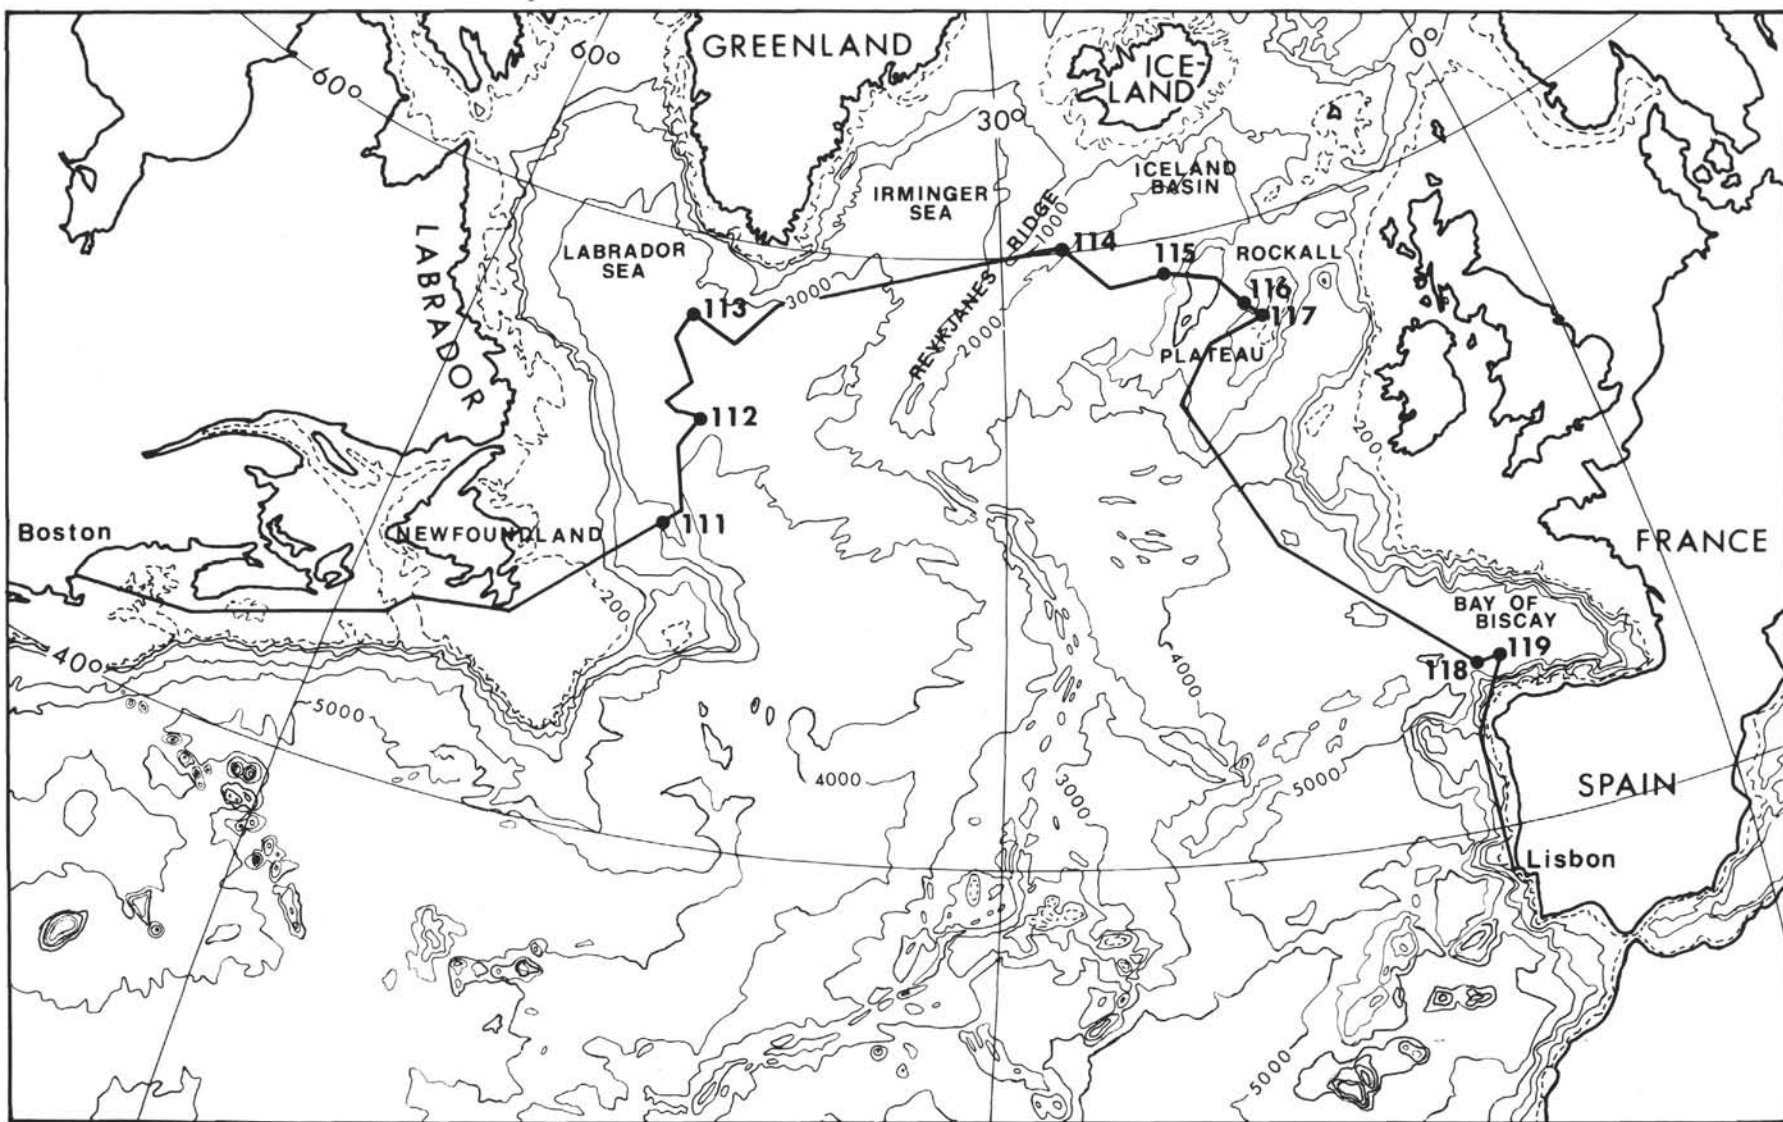 GREENLAND
ICE-
LAND
60°
60°
0°
30°
ICELAND
BASIN
IRMINGER
SEA
LABRADOR
SEA
LABRADOR
REYKJANES RIDGE
1000
2000
3000
114
115
ROCKALL
116
117
PLATEAU
113
112
111
200
Boston
NEWFOUNDLAND
200
FRANCE
BAY OF
BISCAY
119
118
40°
5000
4000
4000
3000
5000
SPAIN
Lisbon
5000